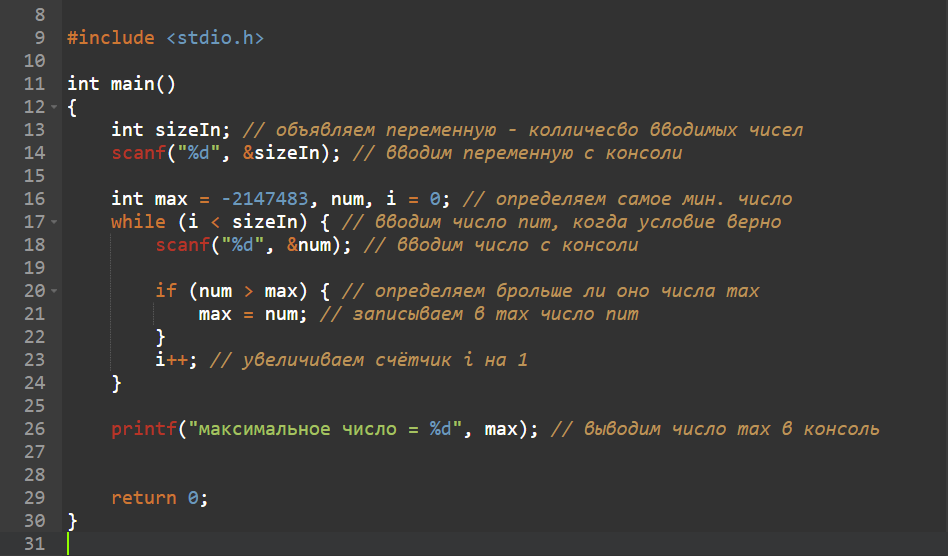 8
9 #include <stdio.h>
10
11 int main()
12 {
13 int sizeIn; // объявляем переменную - колличесво вводимых чисел
14 scanf("%d", &sizeIn); // вводим переменную с консоли
15
16 int max = -2147483, num, i = 0; // определяем самое мин. число
17 while (i < sizeIn) { // вводим число num, когда условие верно
18 scanf("%d", &num); // вводим число с консоли
19
20 if (num > max) { // определяем брольше ли оно числа max
21 max = num; // записываем в max число num
22 }
23 i++; // увеличиваем счётчик i на 1
24 }
25
26 printf("максимальное число = %d", max); // выводим число max в консоль
27
28
29 return 0;
30 }
31